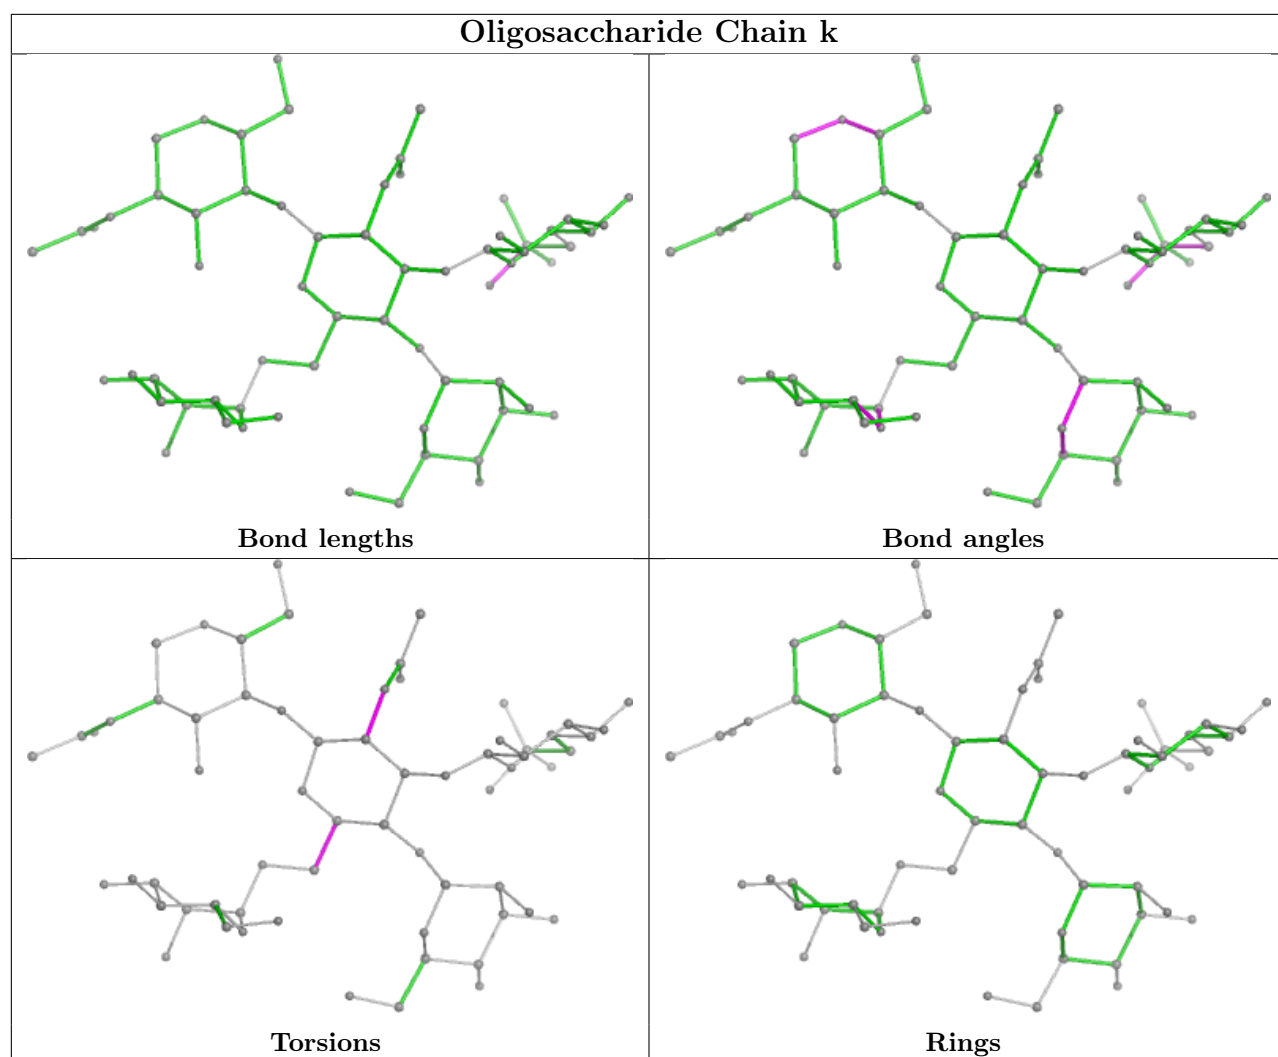 Oligosaccharide Chain k
Bond lengths
Bond angles
Torsions
Rings